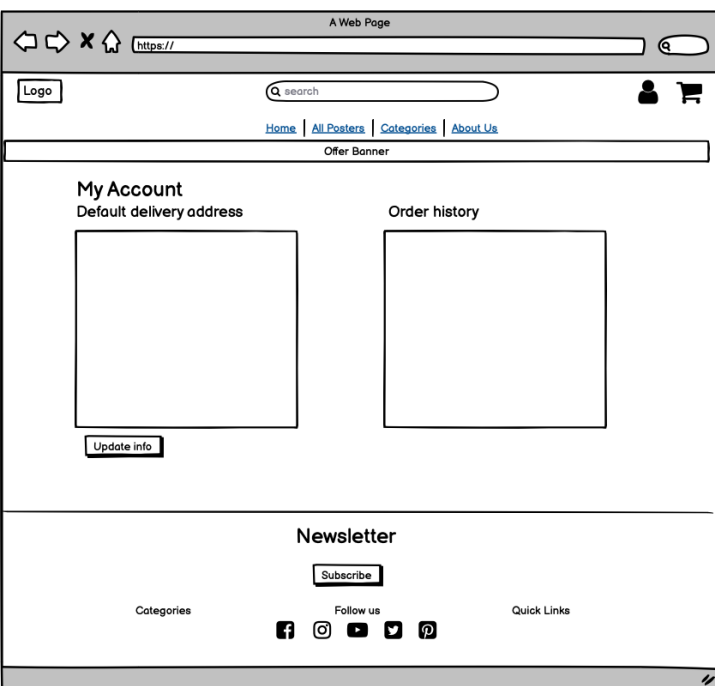 A Web Page
https://
Logo
search
Home All Posters Categories About Us
Offer Banner
My Account
Default delivery address Order history
Update info
Newsletter
Subscribe
Categories Follow us Quick Links